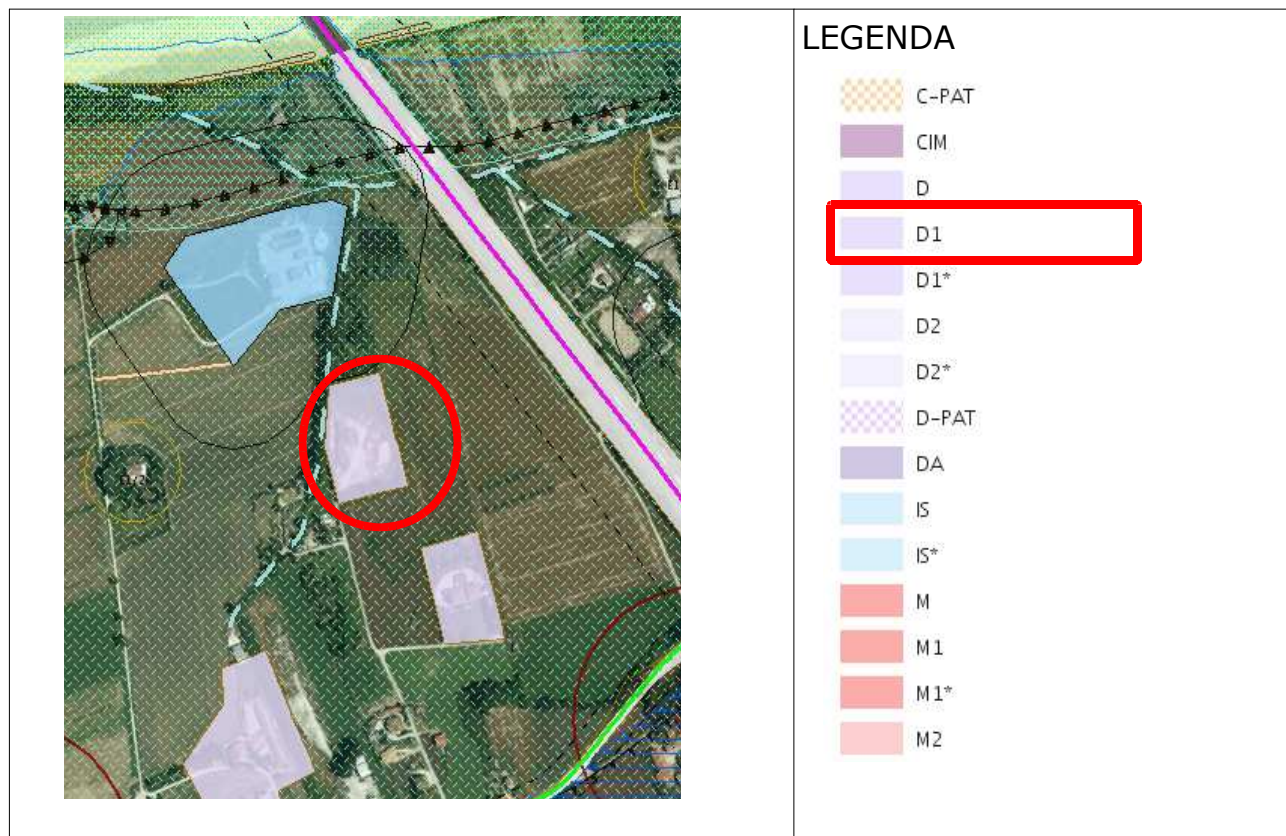 LEGENDA
C-PAT
CIM
D
D1
D1*
D2
D2*
D-PAT
DA
IS
IS*
M
M1
M1*
M2